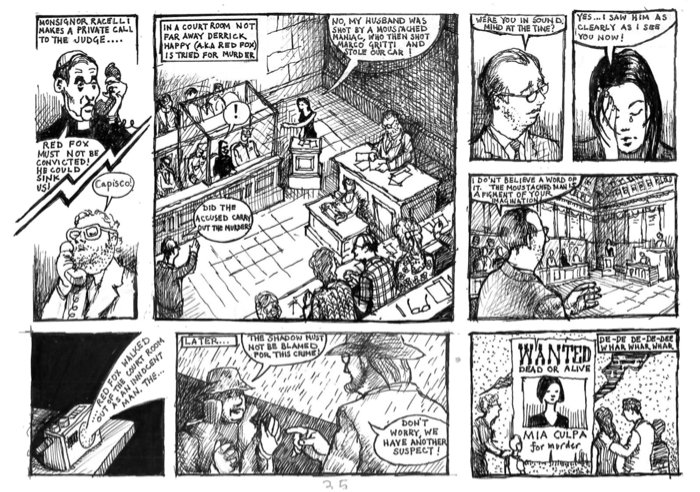 MONSIGNOR RACELLI
MAKES A PRIVATE CALL
TO THE JUDGE....
RED FOX
MUST NOT BE
CONVICTED!
HE COULD
SINK
US!
Capisco!
IN A COURT ROOM NOT
FAR AWAY DERRICK
HAPPY (A.K.A RED FOX)
IS TRIED FOR MURDER
!
NO, MY HUSBAND WAS
SHOT BY A MOUSTACHED
MANIAC, WHO THEN SHOT
MARCO GRITTI AND
STOLE OUR CAR!
DID THE
ACCUSED CARRY
OUT THE MURDERS
WERE YOU IN SOUND
MIND AT THE TIME?
YES... I SAW HIM AS
CLEARLY AS I SEE
YOU NOW!
I DON'T BELIEVE A WORD OF
IT. THE MOUSTACHED MAN IS
A FIGMENT OF YOUR
IMAGINATION
...RED FOX WALKED
OUT OF THE COURT ROOM
AS AN INNOCENT
MAN. THE...
LATER....
THE SHADOW MUST
NOT BE BLAMED
FOR THIS CRIME!
DON'T
WORRY, WE
HAVE ANOTHER
SUSPECT!
WANTED
DEAD OR ALIVE
MIA CULPA
for murder
DE-DE DE-DE-DEE
WHAR WHAR WHAR
35